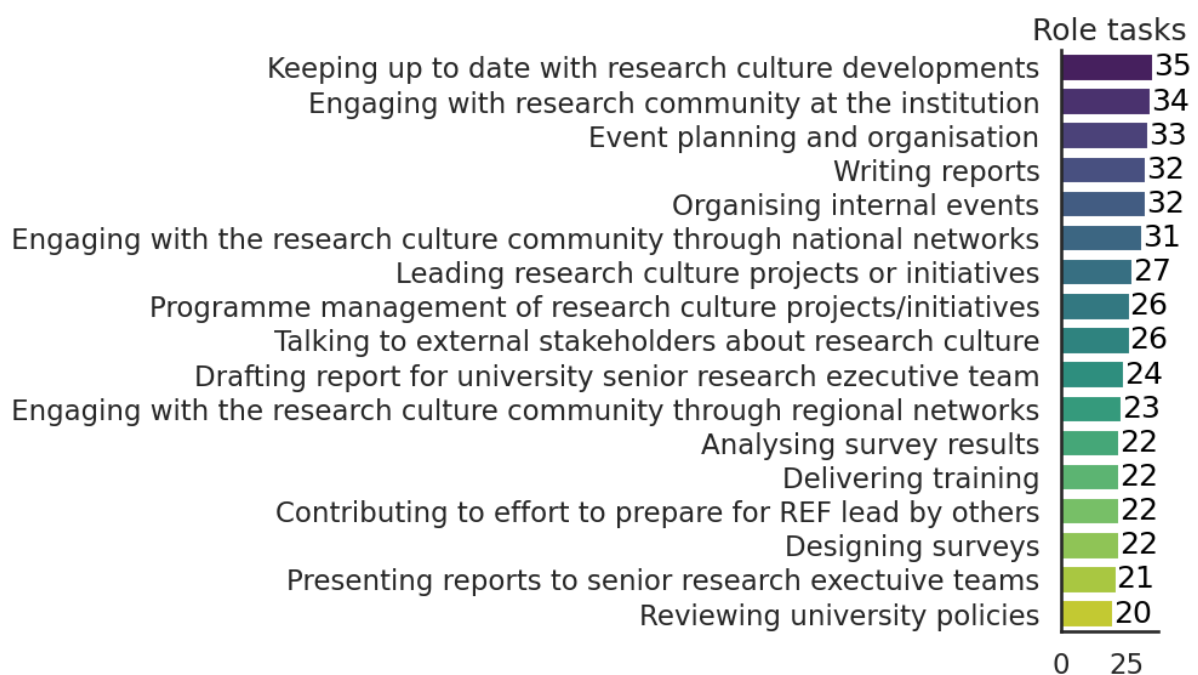 Role tasks
Keeping up to date with research culture developments 35
Engaging with research community at the institution 34
Event planning and organisation 33
Writing reports 32
Organising internal events 32
Engaging with the research culture community through national networks 31
Leading research culture projects or initiatives 27
Programme management of research culture projects/initiatives 26
Talking to external stakeholders about research culture 26
Drafting report for university senior research ezecutive team 24
Engaging with the research culture community through regional networks 23
Analysing survey results 22
Delivering training 22
Contributing to effort to prepare for REF lead by others 22
Designing surveys 22
Presenting reports to senior research exectuive teams 21
Reviewing university policies 20
0 25